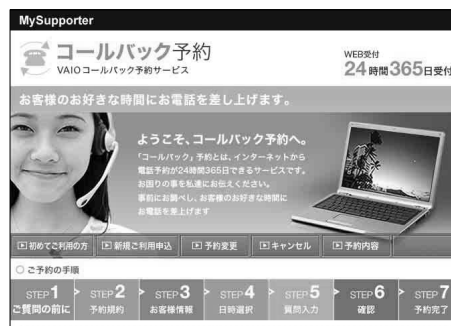 MySupporter
コールバック予約
VAIOコールバック予約サービス
WEB受付
24時間365日受付
お客様のお好きな時間にお電話を差し上げます。
ようこそ、コールバック予約へ。
「コールバック」予約とは、インターネットから
電話予約が24時間365日できるサービスです。
お困りの事を私達にお伝えください。
事前にお調べし、お客様のお好きな時間に
お電話を差上げます
初めてご利用の方 新規ご利用申込 予約変更 キャンセル 予約内容
○ ご予約の手順
STEP1 > STEP2 > STEP3 > STEP4 > STEP5 > STEP6 > STEP7
ご質問の前に 予約規約 お客様情報 日時選択 質問入力 確認 予約完了